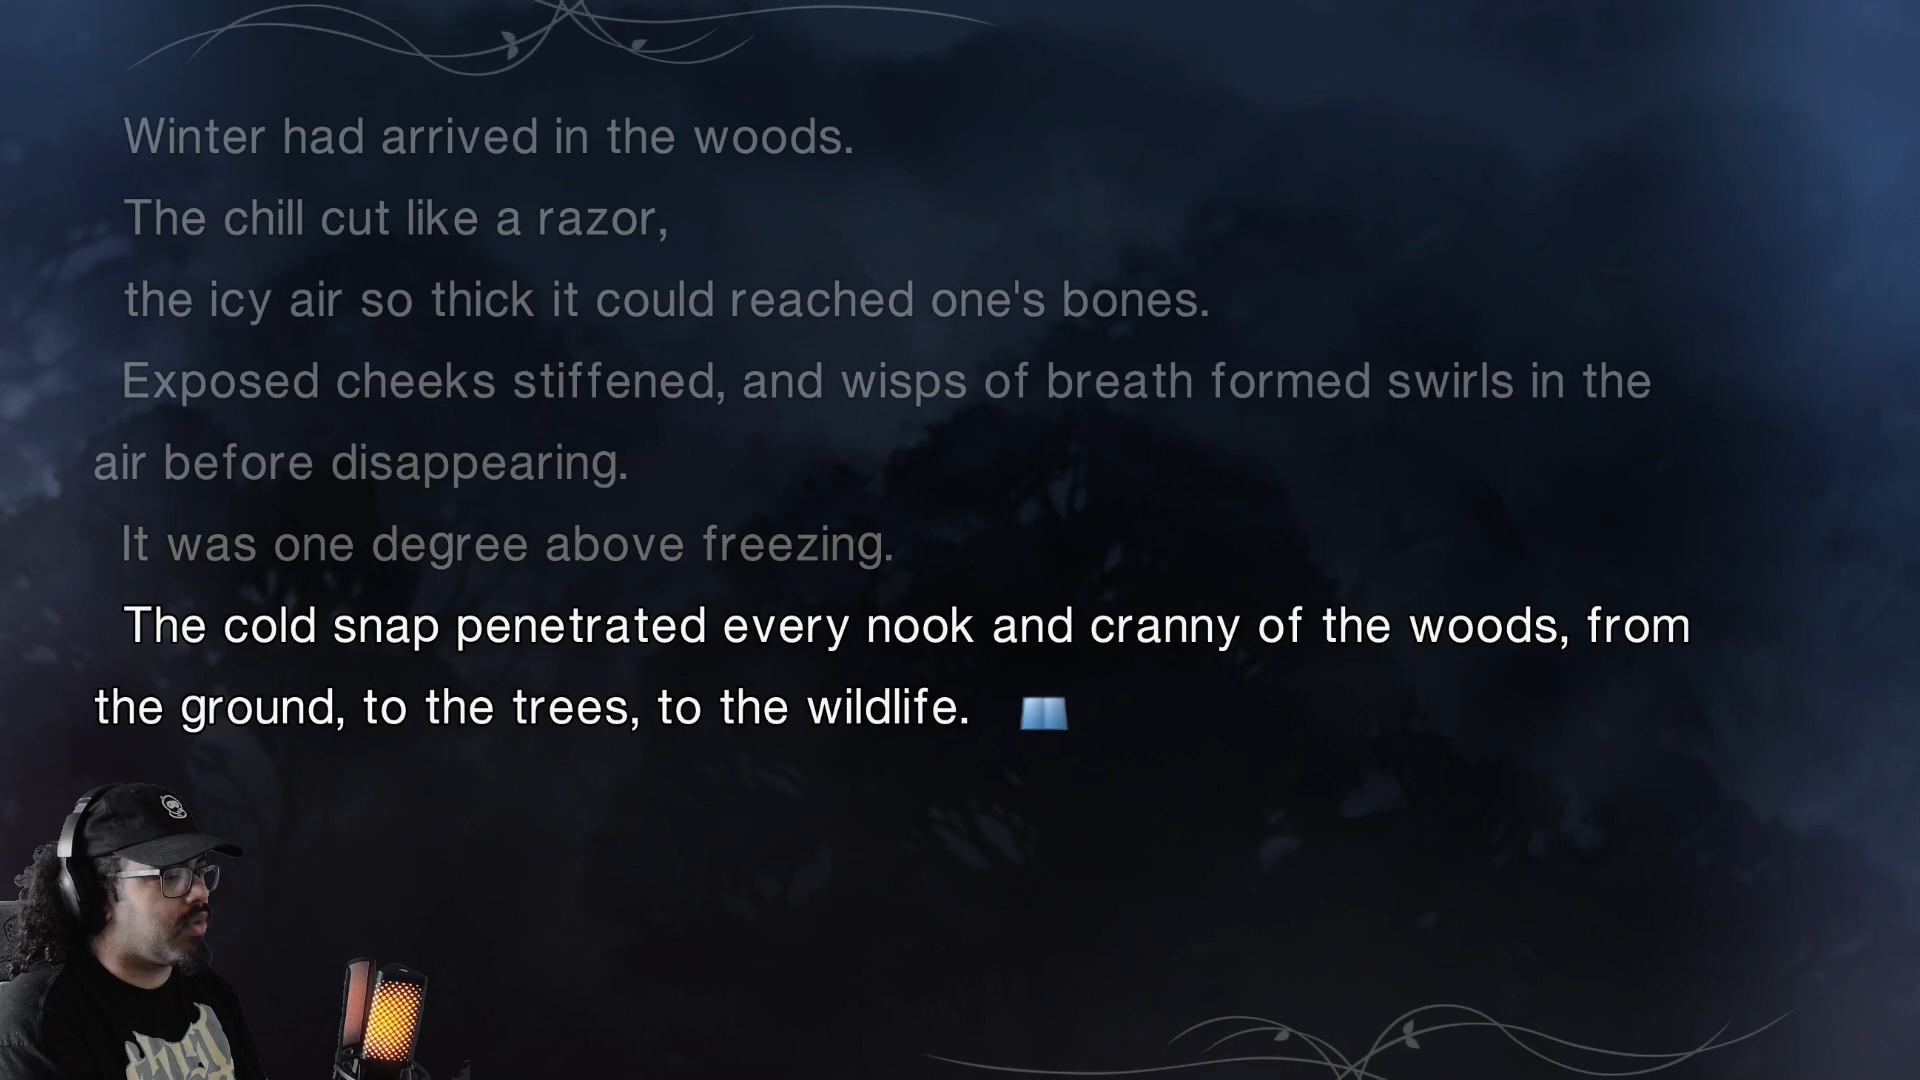 Winter had arrived in the woods.
The chill cut like a razor,
the icy air so thick it could reached one's bones.
Exposed cheeks stiffened, and wisps of breath formed swirls in the
air before disappearing.
It was one degree above freezing.
The cold snap penetrated every nook and cranny of the woods, from
the ground, to the trees, to the wildlife.